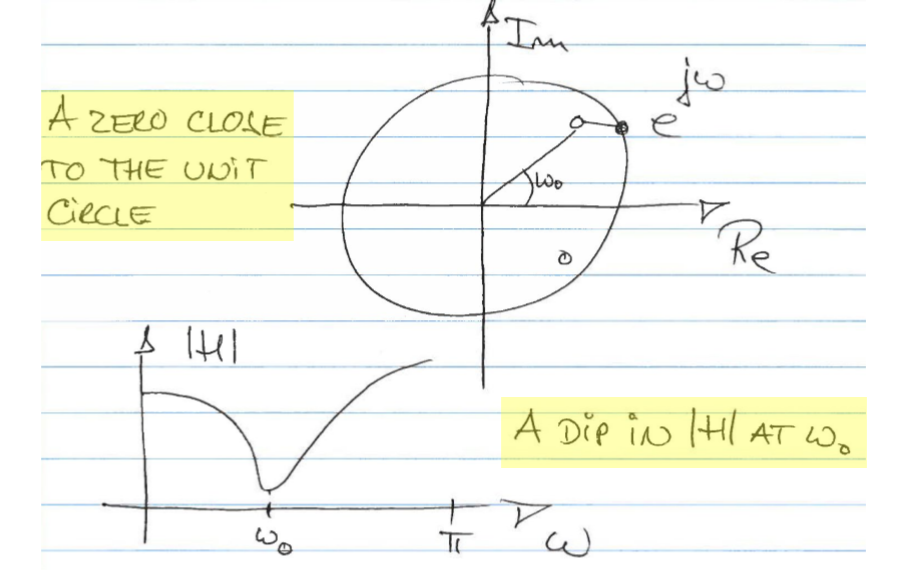 Im
e^jω
A ZERO CLOSE
TO THE UNIT
CIRCLE
ω₀
Re
|H|
A DIP IN |H| AT ω₀
ω₀
π
ω